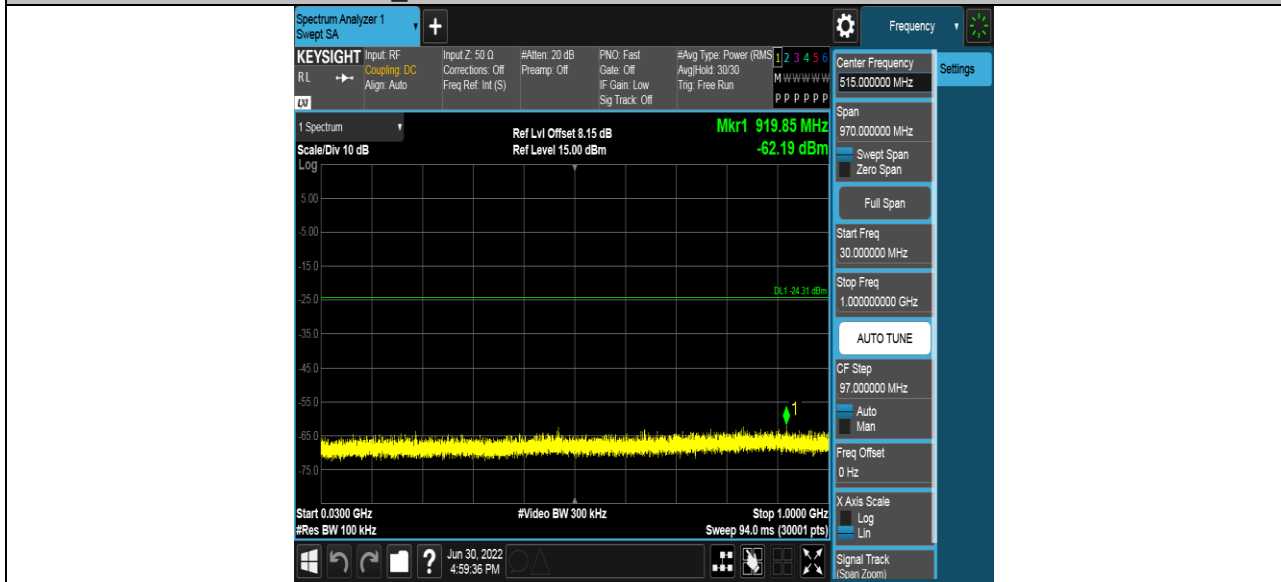 Spectrum Analyzer 1
Swept SA
+
Frequency
KEYSIGHT
RL
LXI
Input: RF
Coupling: DC
Align: Auto
Input Z: 50 Ω
Corrections: Off
Freq Ref: Int (S)
#Atten: 20 dB
Preamp: Off
PNO: Fast
Gate: Off
IF Gain: Low
Sig Track: Off
#Avg Type: Power (RMS
Avg|Hold: 30/30
Trig: Free Run
1 2 3 4 5 6
M W W W W W
P P P P P P
Center Frequency
515.000000 MHz
Settings
Span
970.000000 MHz
Swept Span
Zero Span
Full Span
Start Freq
30.000000 MHz
Stop Freq
1.000000000 GHz
AUTO TUNE
CF Step
97.000000 MHz
Auto
Man
Freq Offset
0 Hz
X Axis Scale
Log
Lin
Signal Track
(Span Zoom)
1 Spectrum
Scale/Div 10 dB
Log
Ref Lvl Offset 8.15 dB
Ref Level 15.00 dBm
Mkr1 919.85 MHz
-62.19 dBm
5.00
-5.00
-15.0
DL1 -24.31 dBm
-25.0
-35.0
-45.0
-55.0
1
-65.0
-75.0
Start 0.0300 GHz
#Res BW 100 kHz
#Video BW 300 kHz
Stop 1.0000 GHz
Sweep 94.0 ms (30001 pts)
?
Jun 30, 2022
4:59:36 PM